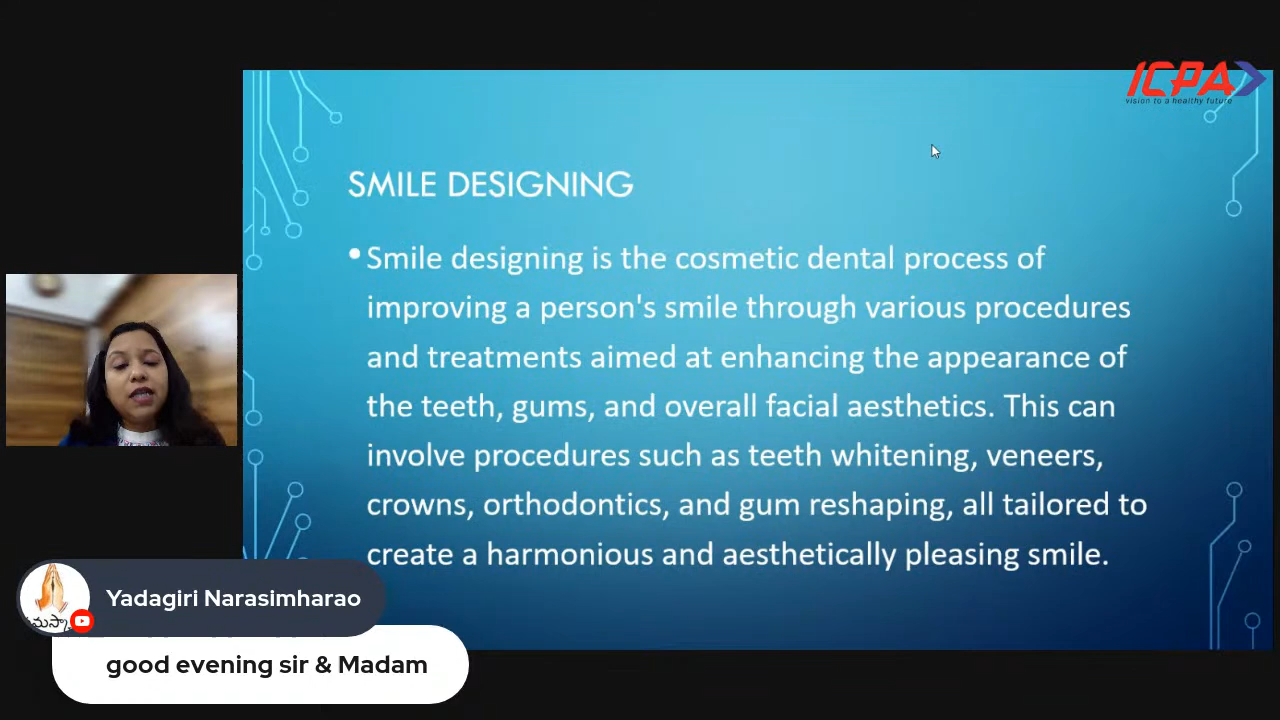 ICPA
vision to a healthy future
SMILE DESIGNING
• Smile designing is the cosmetic dental process of
improving a person's smile through various procedures
and treatments aimed at enhancing the appearance of
the teeth, gums, and overall facial aesthetics. This can
involve procedures such as teeth whitening, veneers,
crowns, orthodontics, and gum reshaping, all tailored to
create a harmonious and aesthetically pleasing smile.
Yadagiri Narasimharao
good evening sir & Madam